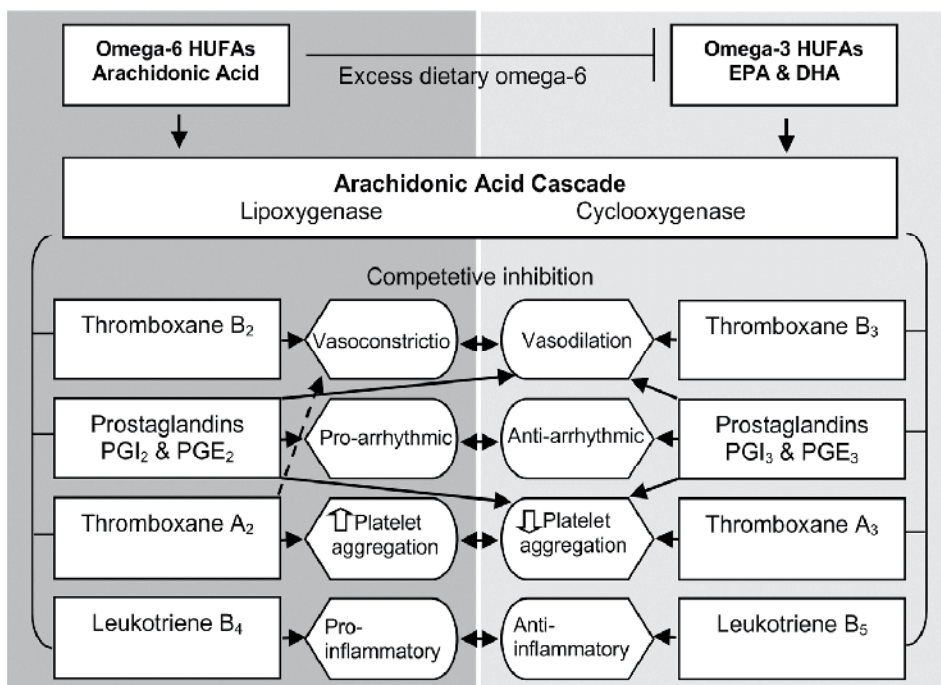 Omega-6 HUFAs
Arachidonic Acid
Excess dietary omega-6
Omega-3 HUFAs
EPA & DHA
Arachidonic Acid Cascade
Lipoxygenase
Cyclooxygenase
Competetive inhibition
Thromboxane B₂
Vasoconstrictio
Vasodilation
Thromboxane B₃
Prostaglandins
PGI₂ & PGE₂
Pro-arrhythmic
Anti-arrhythmic
Prostaglandins
PGI₃ & PGE₃
Thromboxane A₂
⇧ Platelet
aggregation
⇩ Platelet
aggregation
Thromboxane A₃
Leukotriene B₄
Pro-
inflammatory
Anti-
inflammatory
Leukotriene B₅